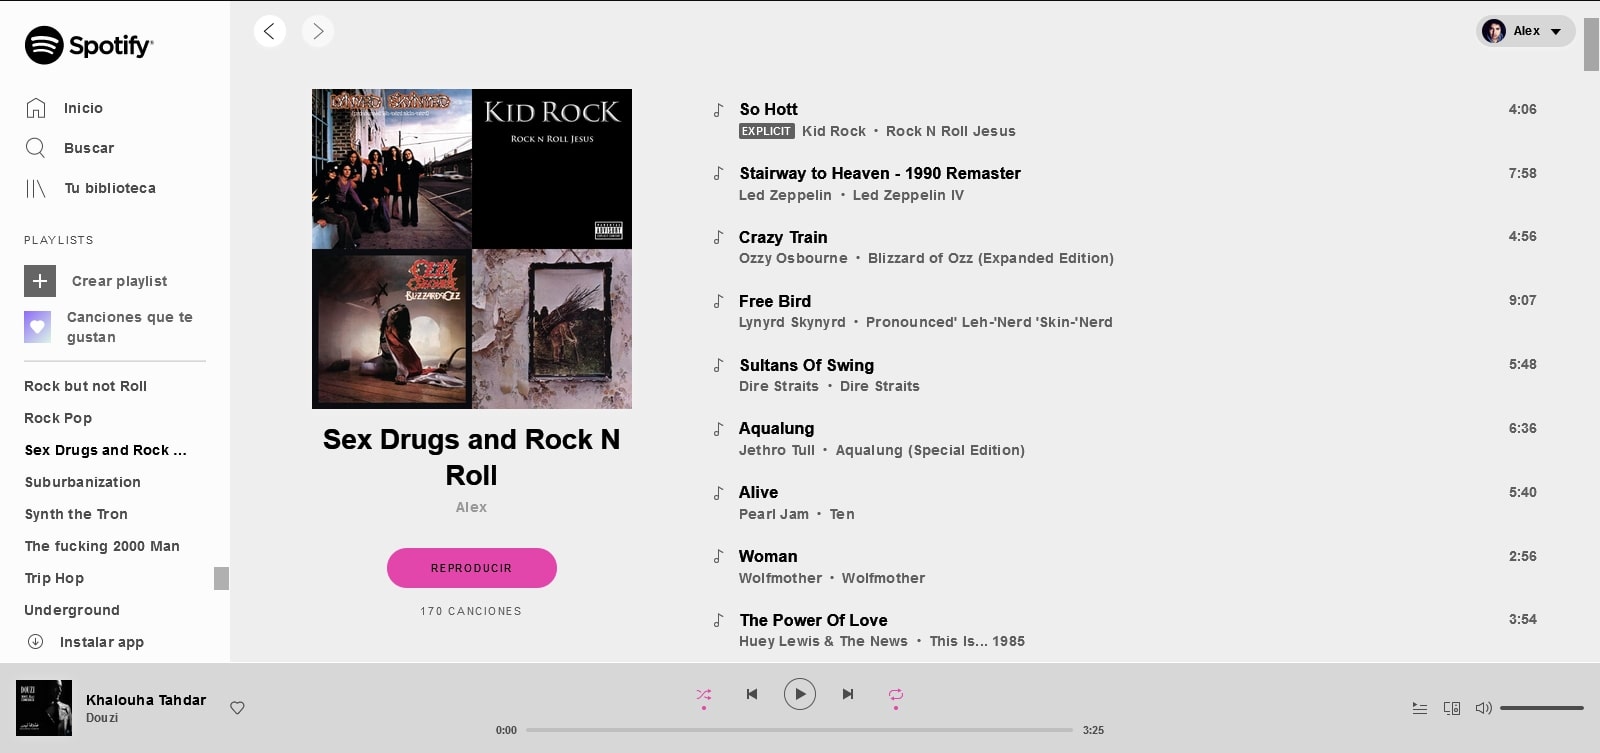 Spotify
Alex
Inicio
Buscar
Tu biblioteca
PLAYLISTS
Crear playlist
Canciones que te
gustan
Rock but not Roll
Rock Pop
Sex Drugs and Rock ...
Suburbanization
Synth the Tron
The fucking 2000 Man
Trip Hop
Underground
Instalar app
KID ROCK
ROCK N ROLL JESUS
OZZY
OSBOURNE
BLIZZARD OF OZZ
Sex Drugs and Rock N
Roll
Alex
REPRODUCIR
170 CANCIONES
So Hott 4:06
EXPLICIT Kid Rock • Rock N Roll Jesus
Stairway to Heaven - 1990 Remaster 7:58
Led Zeppelin • Led Zeppelin IV
Crazy Train 4:56
Ozzy Osbourne • Blizzard of Ozz (Expanded Edition)
Free Bird 9:07
Lynyrd Skynyrd • Pronounced' Leh-'Nerd 'Skin-'Nerd
Sultans Of Swing 5:48
Dire Straits • Dire Straits
Aqualung 6:36
Jethro Tull • Aqualung (Special Edition)
Alive 5:40
Pearl Jam • Ten
Woman 2:56
Wolfmother • Wolfmother
The Power Of Love 3:54
Huey Lewis & The News • This Is... 1985
DOUZI
Khalouha Tahdar
Douzi
0:00
3:25